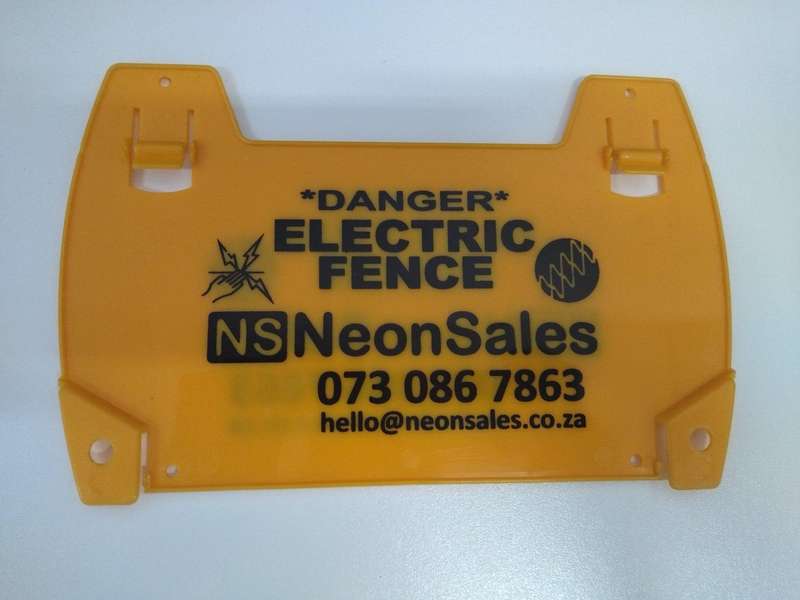 *DANGER*
ELECTRIC
FENCE
NS NeonSales
073 086 7863
hello@neonsales.co.za